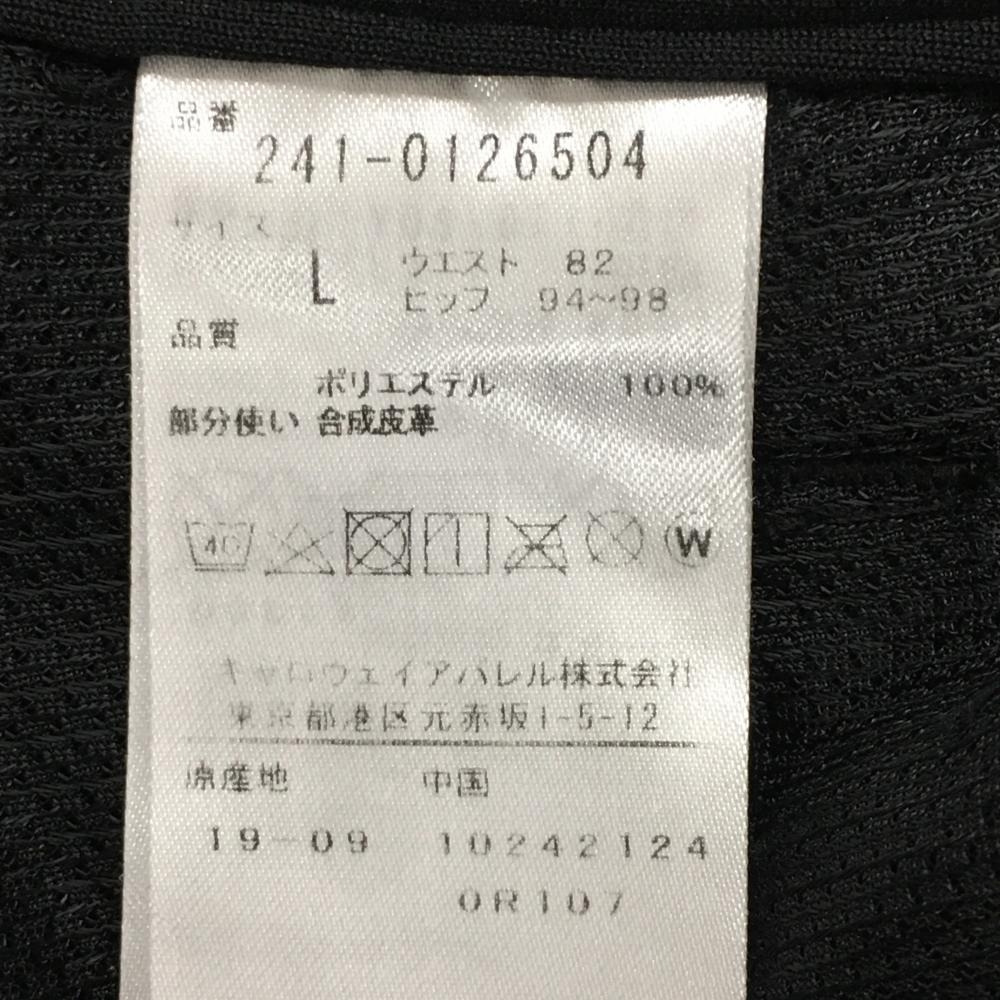 品番
241-0126504
サイズ
L ウエスト 82
ヒップ 94～98
品質
ポリエステル 100%
部分使い 合成皮革
40 W
キャロウェイアパレル株式会社
東京都港区元赤坂1-5-12
原産地 中国
19-09 10242124
0R107